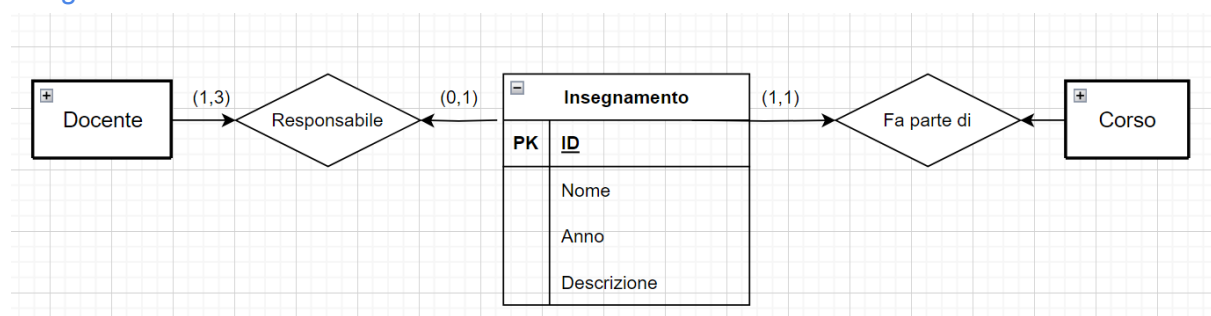 Docente
(1,3)
Responsabile
(0,1)
Insegnamento
PK ID
Nome
Anno
Descrizione
(1,1)
Fa parte di
Corso